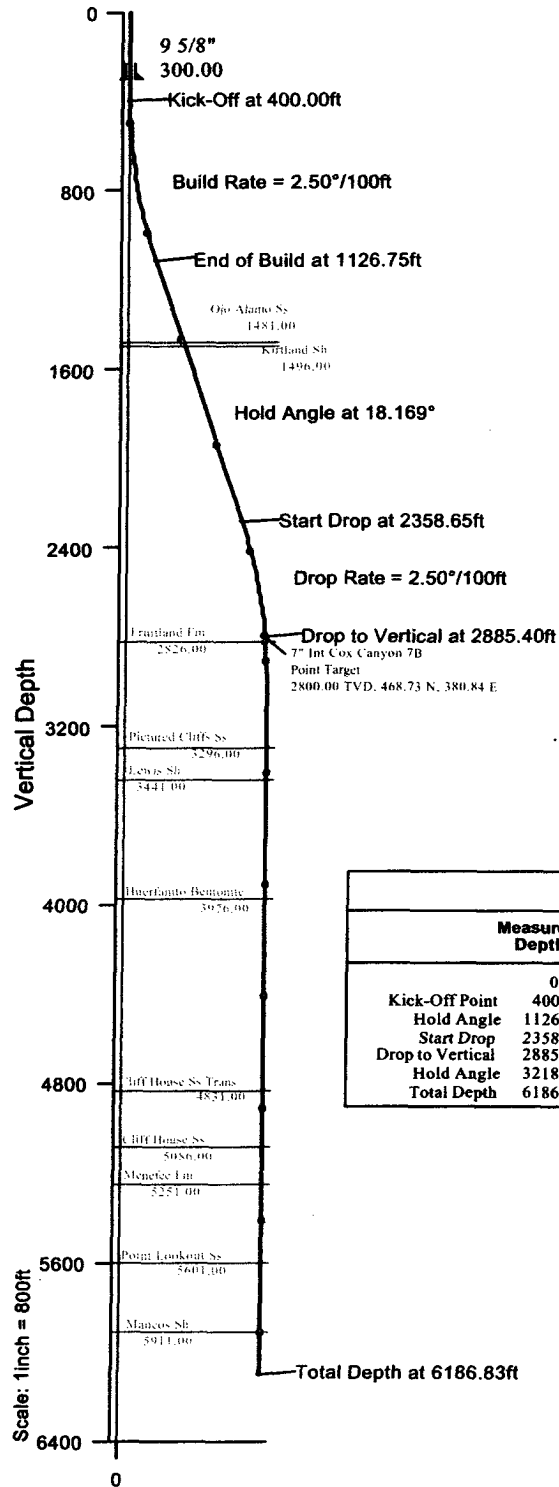 0
9 5/8"
300.00
Kick-Off at 400.00ft
Build Rate = 2.50°/100ft
800
End of Build at 1126.75ft
Ojo Alamo Ss
1481.00
Kirtland Sh
1496.00
1600
Hold Angle at 18.169°
Start Drop at 2358.65ft
2400
Drop Rate = 2.50°/100ft
Drop to Vertical at 2885.40ft
Fruitland Fm
2826.00
7" Int Cox Canyon 7B
Point Target
2800.00 TVD, 468.73 N, 380.84 E
Vertical Depth
3200
Pictured Cliffs Ss
3296.00
Lewis Sh
3441.00
Huerfanito Bentonite
3976.00
4000
Measure
Depth
0
Kick-Off Point 400
Hold Angle 1126
Start Drop 2358
Drop to Vertical 2885
Hold Angle 3218
Total Depth 6186
4800
Cliff House Ss Trans
4831.00
Cliff House Ss
5086.00
Menefee Fm
5251.00
5600
Point Lookout Ss
5601.00
Mancos Sh
5911.00
Total Depth at 6186.83ft
Scale: 1inch = 800ft
6400
0